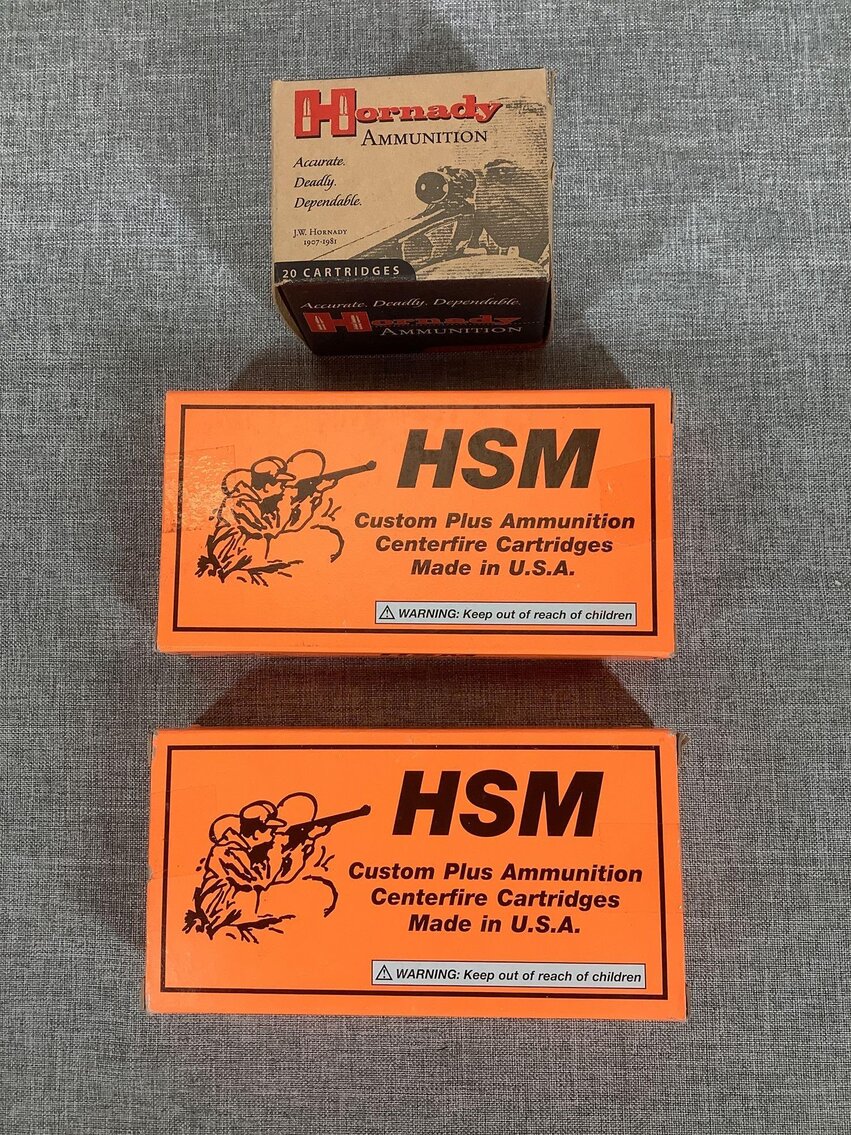 Hornady
AMMUNITION
Accurate.
Deadly.
Dependable.
J.W. HORNADY
1907-1981
20 CARTRIDGES
Accurate. Deadly. Dependable.
Hornady
AMMUNITION
HSM
Custom Plus Ammunition
Centerfire Cartridges
Made in U.S.A.
⚠ WARNING: Keep out of reach of children
HSM
Custom Plus Ammunition
Centerfire Cartridges
Made in U.S.A.
⚠ WARNING: Keep out of reach of children